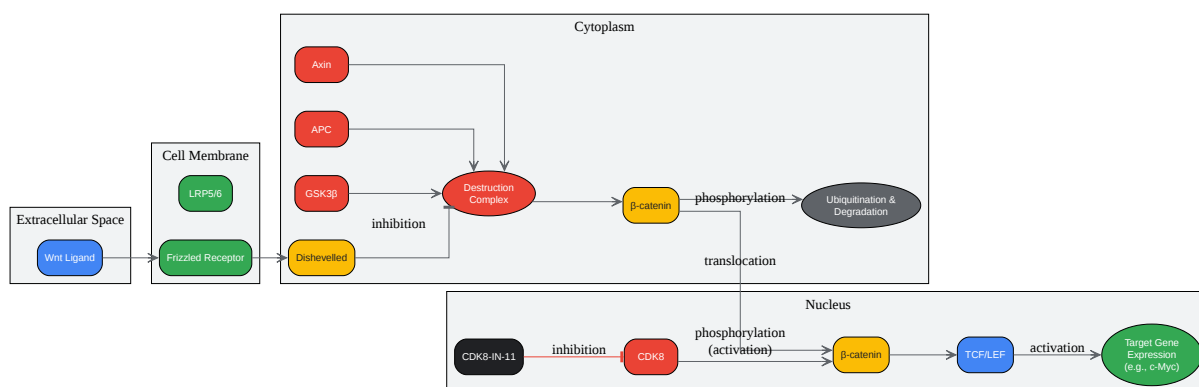 Cytoplasm
Axin
APC
Cell Membrane
LRP5/6
GSK3β
Destruction
Complex
β-catenin
phosphorylation
Ubiquitination &
Degradation
Extracellular Space
inhibition
Wnt Ligand
Frizzled Receptor
Dishevelled
translocation
Nucleus
CDK8-IN-11
inhibition
CDK8
phosphorylation
(activation)
β-catenin
TCF/LEF
activation
Target Gene
Expression
(e.g., c-Myc)